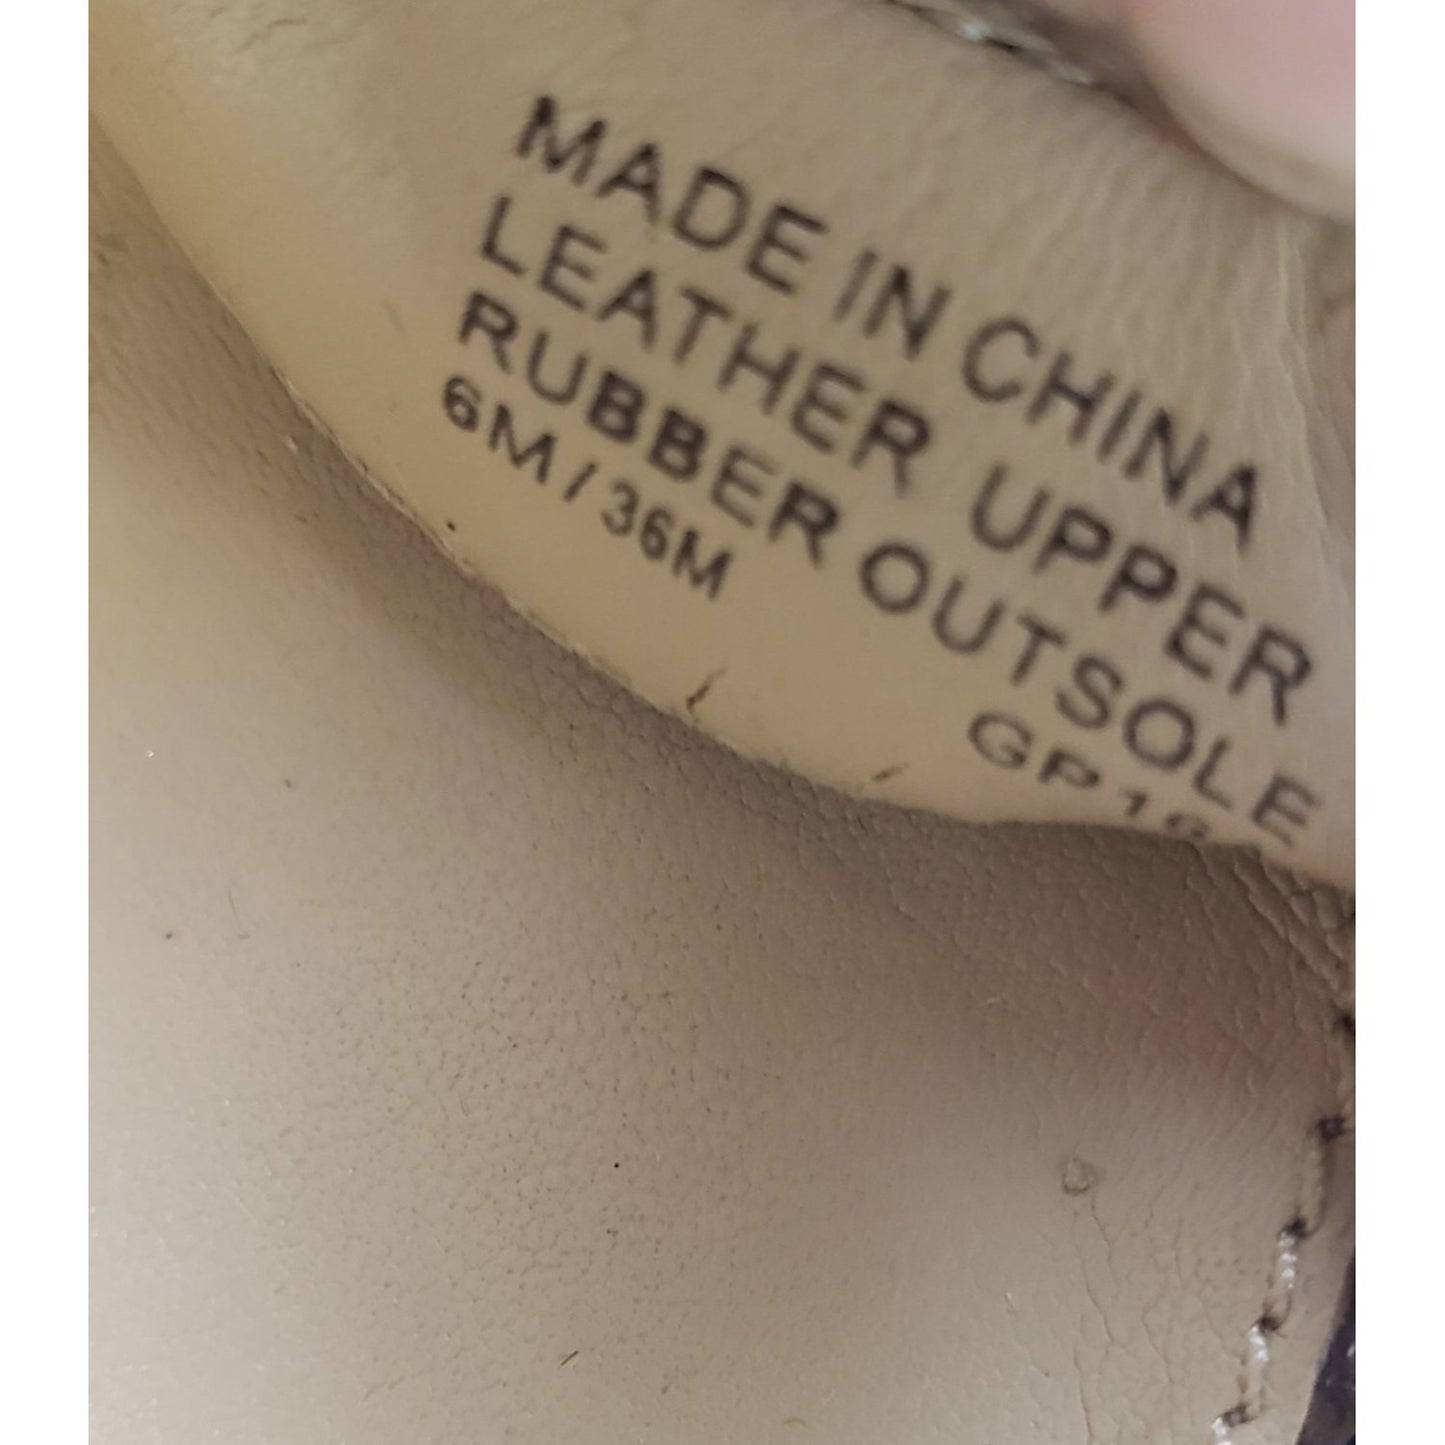 MADE IN CHINA
LEATHER UPPER
RUBBER OUTSOLE
6M/36M